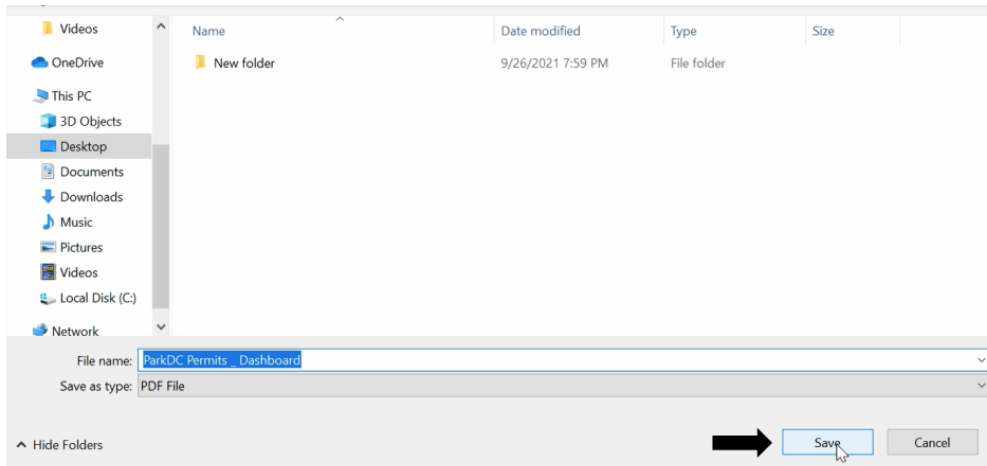 Videos
OneDrive
This PC
3D Objects
Desktop
Documents
Downloads
Music
Pictures
Videos
Local Disk (C:)
Network
Name Date modified Type Size
New folder 9/26/2021 7:59 PM File folder
File name: ParkDC Permits _ Dashboard
Save as type: PDF File
Hide Folders Save Cancel